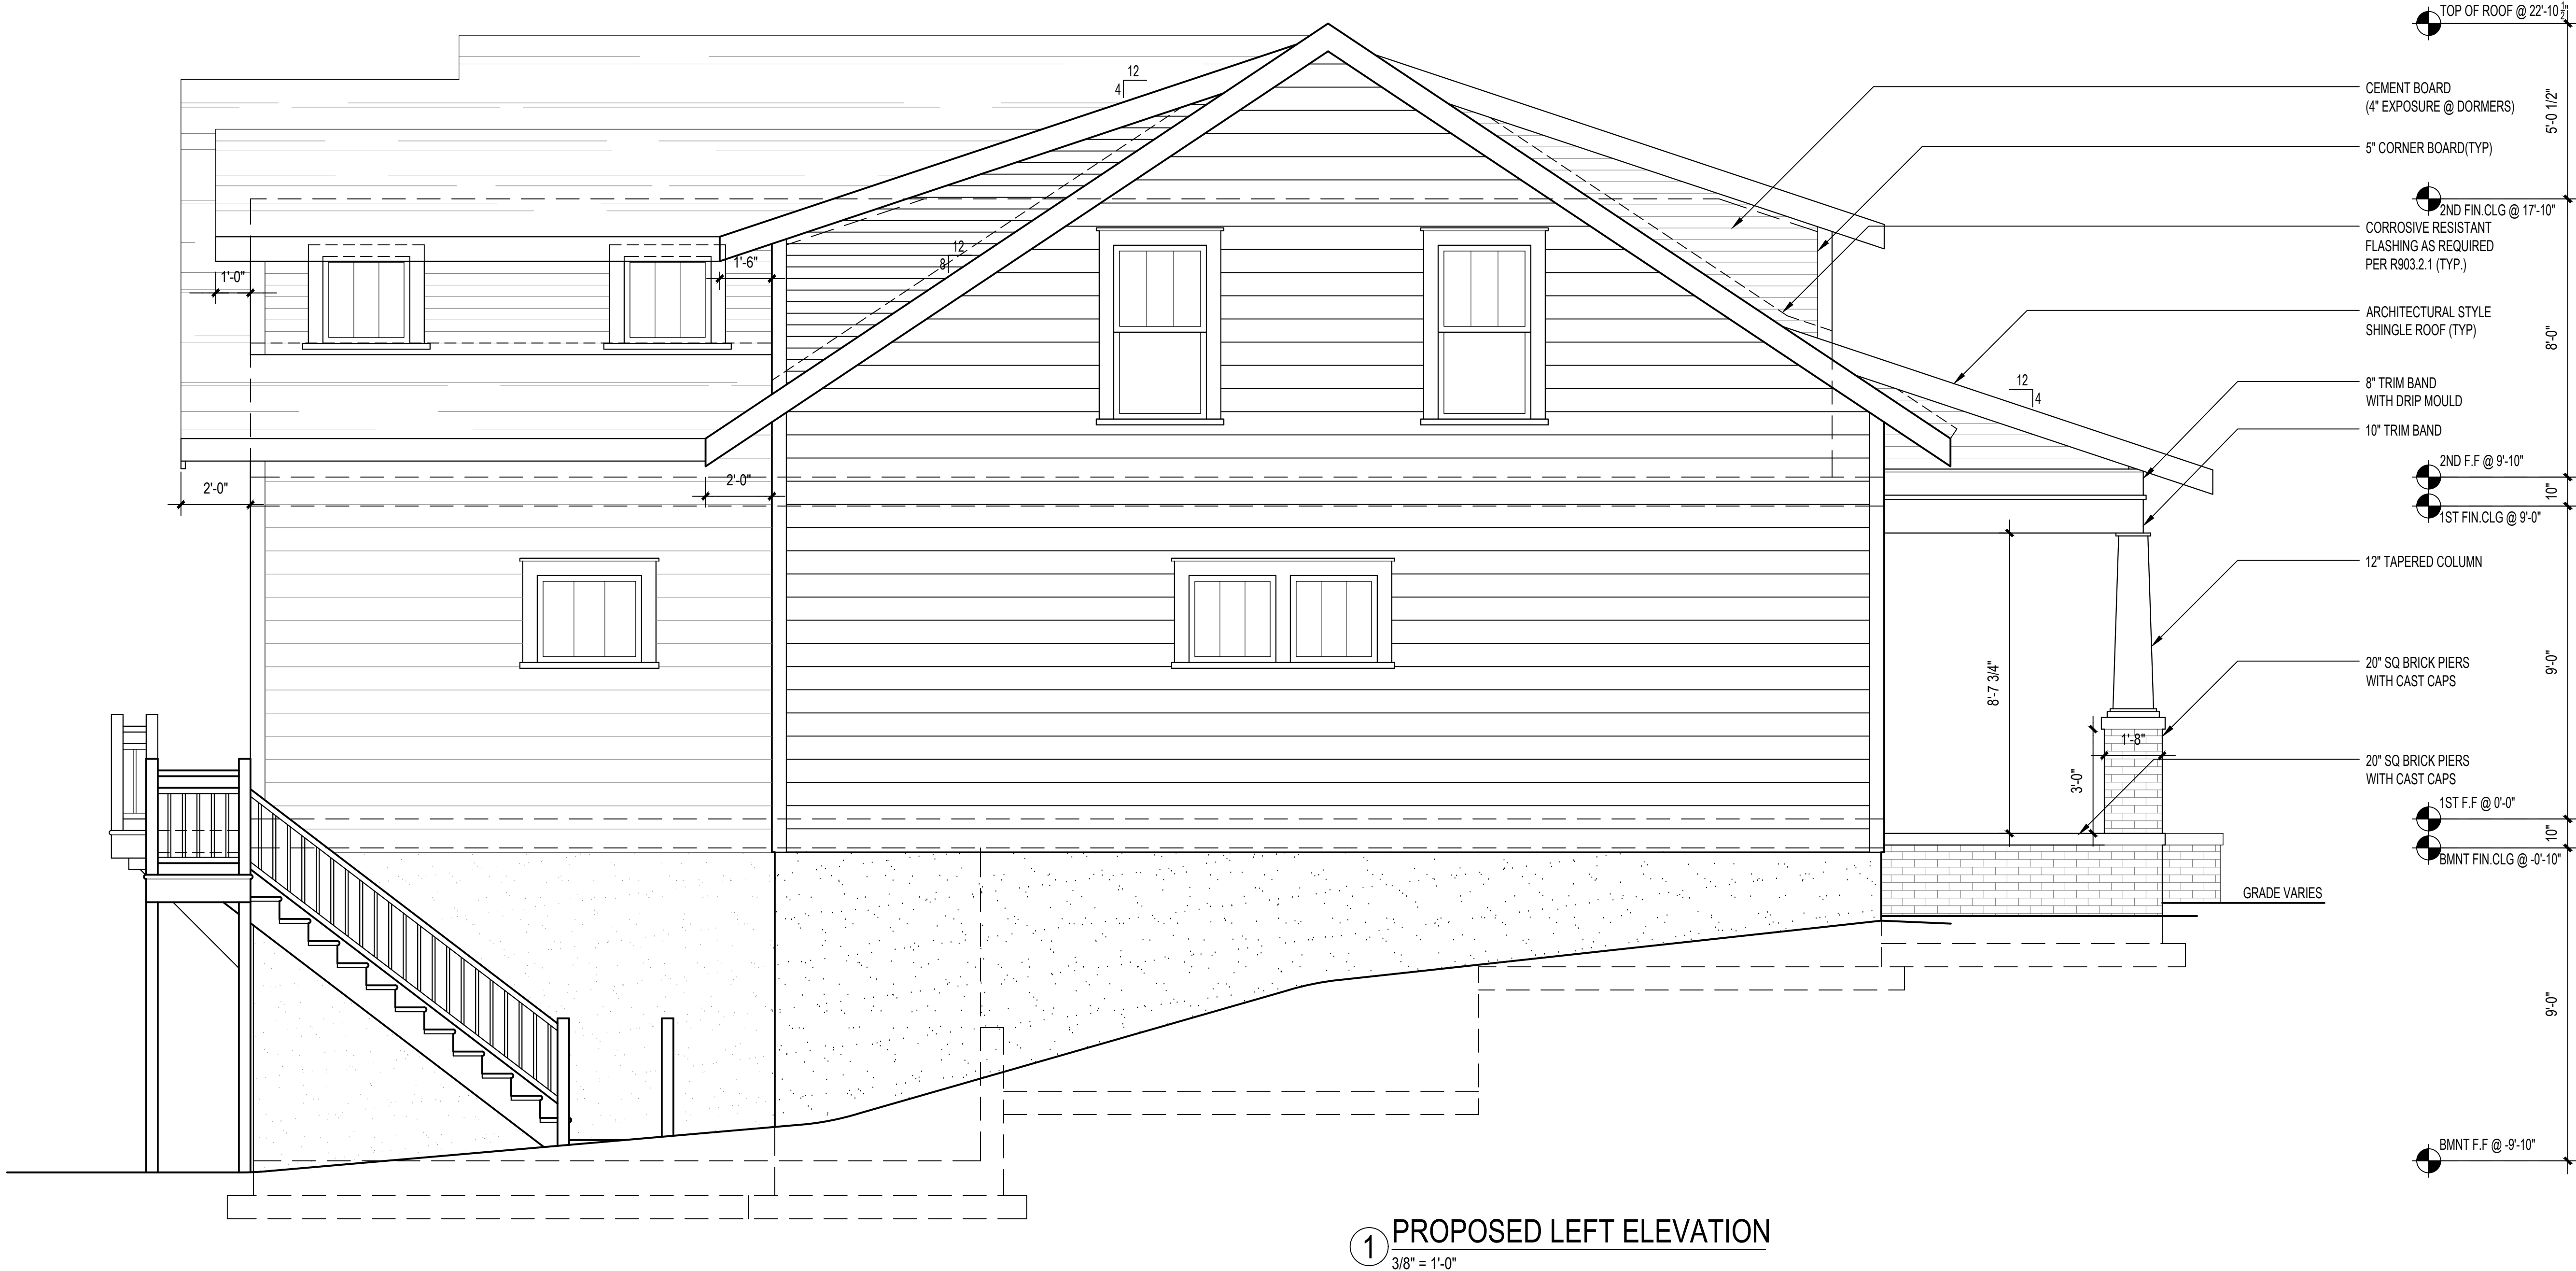 TOP OF ROOF @ 22'-10 1/2"
12
4
CEMENT BOARD
(4" EXPOSURE @ DORMERS)
5'-0 1/2"
5" CORNER BOARD(TYP)
2ND FIN.CLG @ 17'-10"
CORROSIVE RESISTANT
FLASHING AS REQUIRED
PER R903.2.1 (TYP.)
12
8
1'-6"
1'-0"
ARCHITECTURAL STYLE
SHINGLE ROOF (TYP)
8'-0"
12
4
8" TRIM BAND
WITH DRIP MOULD
10" TRIM BAND
2ND F.F @ 9'-10"
2'-0"
2'-0"
10"
1ST FIN.CLG @ 9'-0"
12" TAPERED COLUMN
8'-7 3/4"
9'-0"
20" SQ BRICK PIERS
WITH CAST CAPS
1'-8"
3'-0"
20" SQ BRICK PIERS
WITH CAST CAPS
1ST F.F @ 0'-0"
10"
BMNT FIN.CLG @ -0'-10"
GRADE VARIES
9'-0"
BMNT F.F @ -9'-10"
1
PROPOSED LEFT ELEVATION
3/8" = 1'-0"